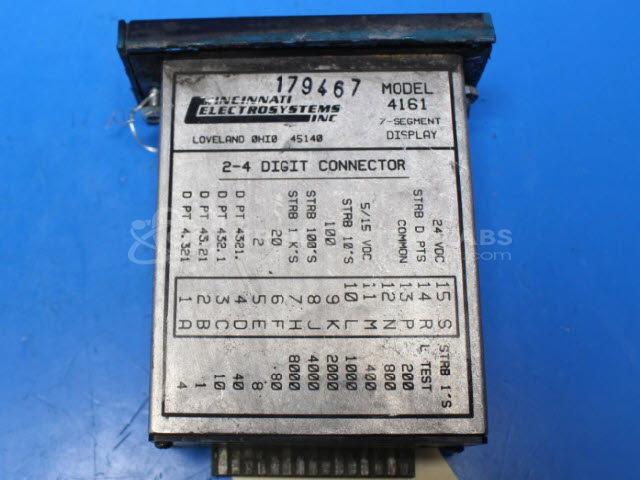 179467
CINCINNATI
ELECTROSYSTEMS
INC
LOVELAND OHIO 45140
MODEL
4161
7-SEGMENT
DISPLAY
2-4 DIGIT CONNECTOR
24 VDC 15 S STRB 1'S
STRB D PTS 14 R L TEST
COMMON 13 P 200
12 N 800
5/15 VDC 11 M 400
STRB 10'S 10 L 1000
100 9 K 2000
STRB 100'S 8 J 4000
STRB 1 K'S 7 H 8000
20 6 F 80
2 5 E 8
D PT 4321. 4 D 40
D PT 432.1 3 C 10
D PT 43.21 2 B 1
D PT 4.321 1 A 4